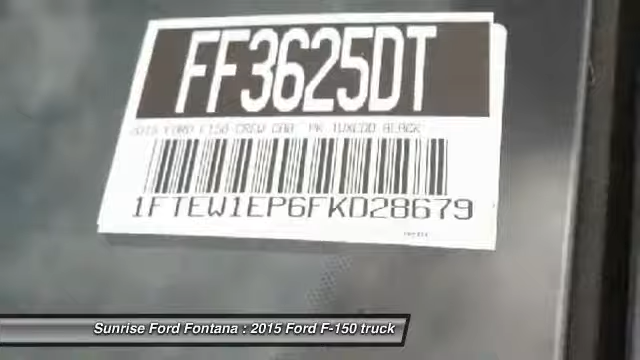 FF3625DT
2015 FORD F150 CREW CAB PK TUXEDO BLACK
1FTEW1EP6FKD28679
Sunrise Ford Fontana : 2015 Ford F-150 truck